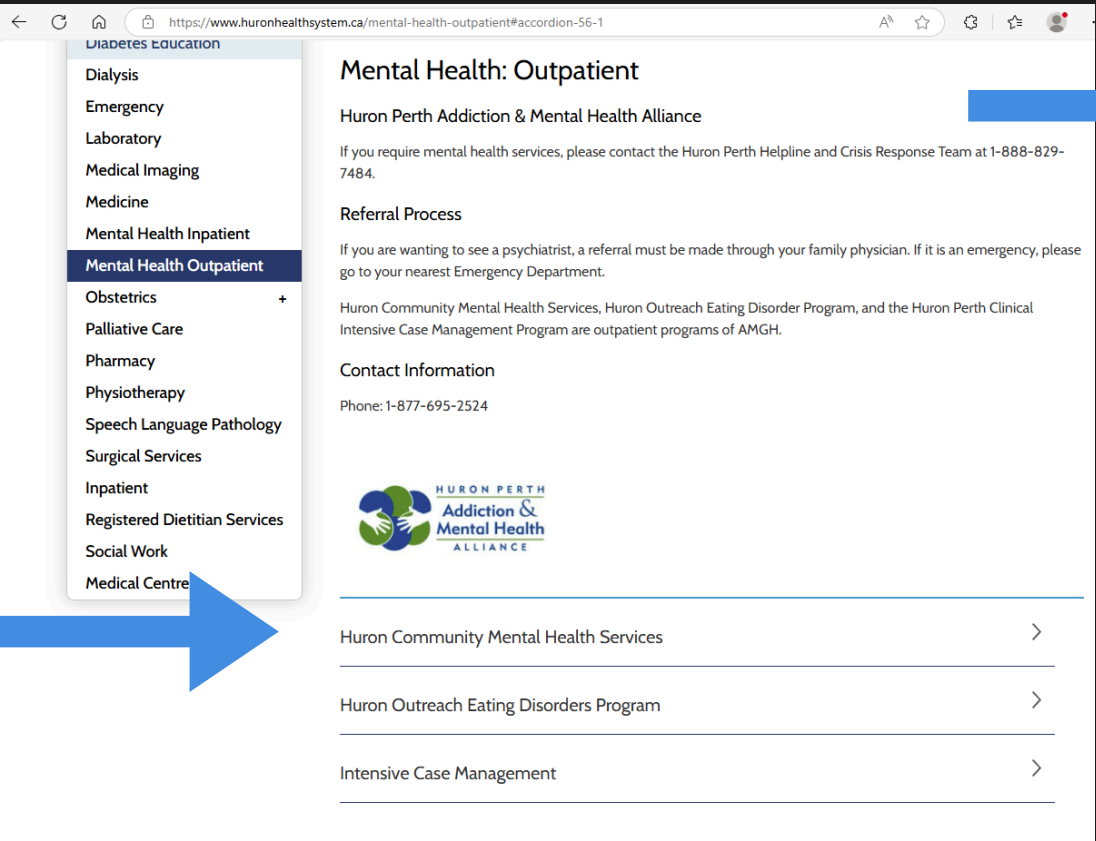 https://www.huronhealthsystem.ca/mental-health-outpatient#accordion-56-1
Diabetes Education
Dialysis
Emergency
Laboratory
Medical Imaging
Medicine
Mental Health Inpatient
Mental Health Outpatient
Obstetrics +
Palliative Care
Pharmacy
Physiotherapy
Speech Language Pathology
Surgical Services
Inpatient
Registered Dietitian Services
Social Work
Medical Centre
Mental Health: Outpatient
Huron Perth Addiction & Mental Health Alliance
If you require mental health services, please contact the Huron Perth Helpline and Crisis Response Team at 1-888-829-
7484.
Referral Process
If you are wanting to see a psychiatrist, a referral must be made through your family physician. If it is an emergency, please
go to your nearest Emergency Department.
Huron Community Mental Health Services, Huron Outreach Eating Disorder Program, and the Huron Perth Clinical
Intensive Case Management Program are outpatient programs of AMGH.
Contact Information
Phone: 1-877-695-2524
HURON PERTH
Addiction &
Mental Health
ALLIANCE
Huron Community Mental Health Services
Huron Outreach Eating Disorders Program
Intensive Case Management